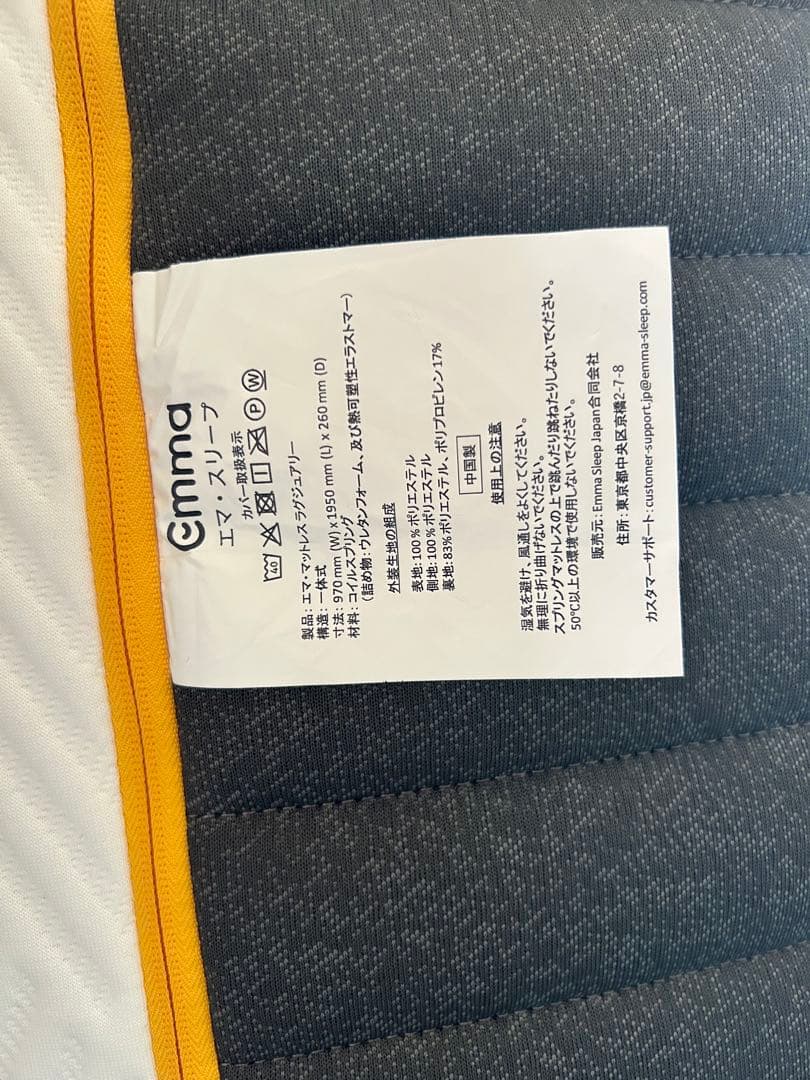 emma
エマ・スリープ
カバー取扱表示
40 P W
製品: エマ・マットレス ラグジュアリー
構造: 一体式
寸法: 970 mm (W) x 1950 mm (L) x 260 mm (D)
材料: コイルスプリング
(詰め物: ウレタンフォーム、及び熱可塑性エラストマー)
外装生地の組成
表地: 100 % ポリエステル
側地: 100 % ポリエステル
裏地: 83% ポリエステル、ポリプロピレン 17%
中国製
使用上の注意
湿気を避け、風通しをよくしてください。
無理に折り曲げないでください。
スプリングマットレスの上で跳んだり跳ねたりしないでください。
50°C以上の環境で使用しないでください。
販売元: Emma Sleep Japan合同会社
住所: 東京都中央区京橋2-7-8
カスタマーサポート: customer-support.jp@emma-sleep.com